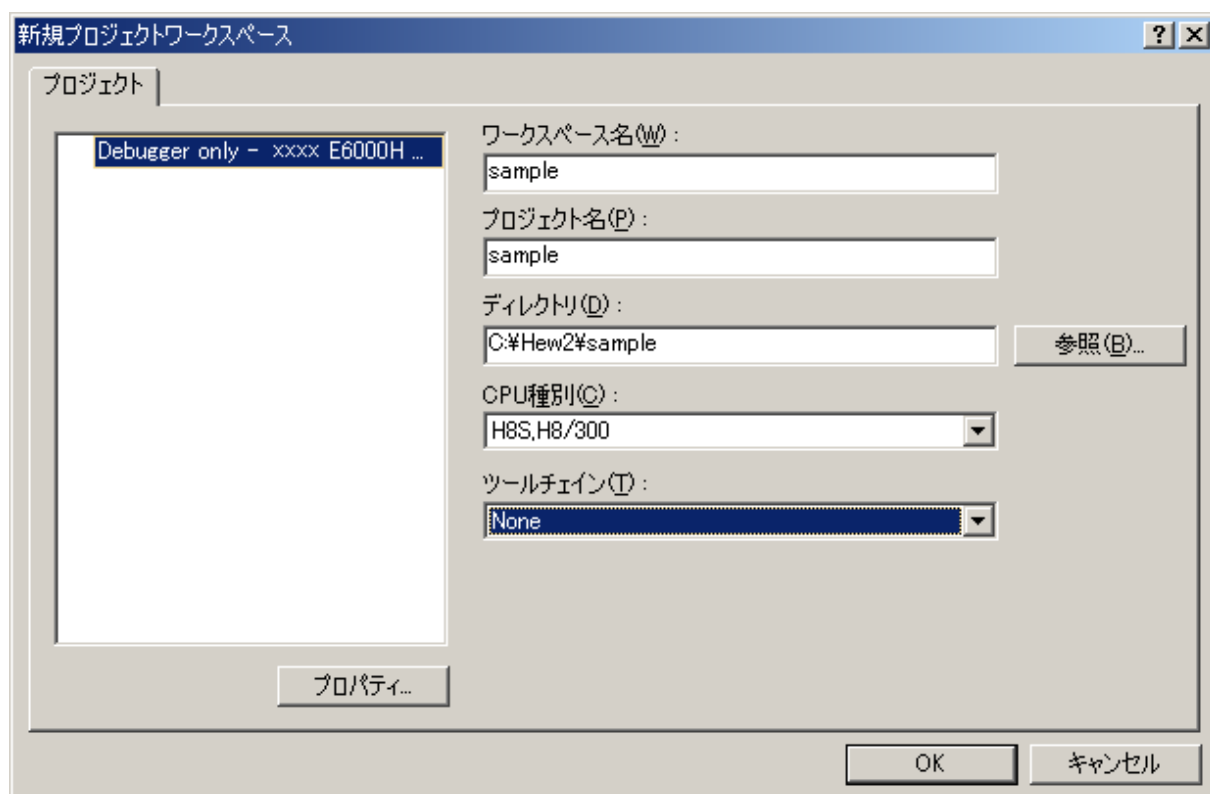 新規プロジェクトワークスペース
プロジェクト
Debugger only - xxxx E6000H ...
ワークスペース名(W) :
sample
プロジェクト名(P) :
sample
ディレクトリ(D) :
C:¥Hew2¥sample
参照(B)...
CPU種別(C) :
H8S,H8/300
ツールチェイン(T) :
None
プロパティ...
OK
キャンセル